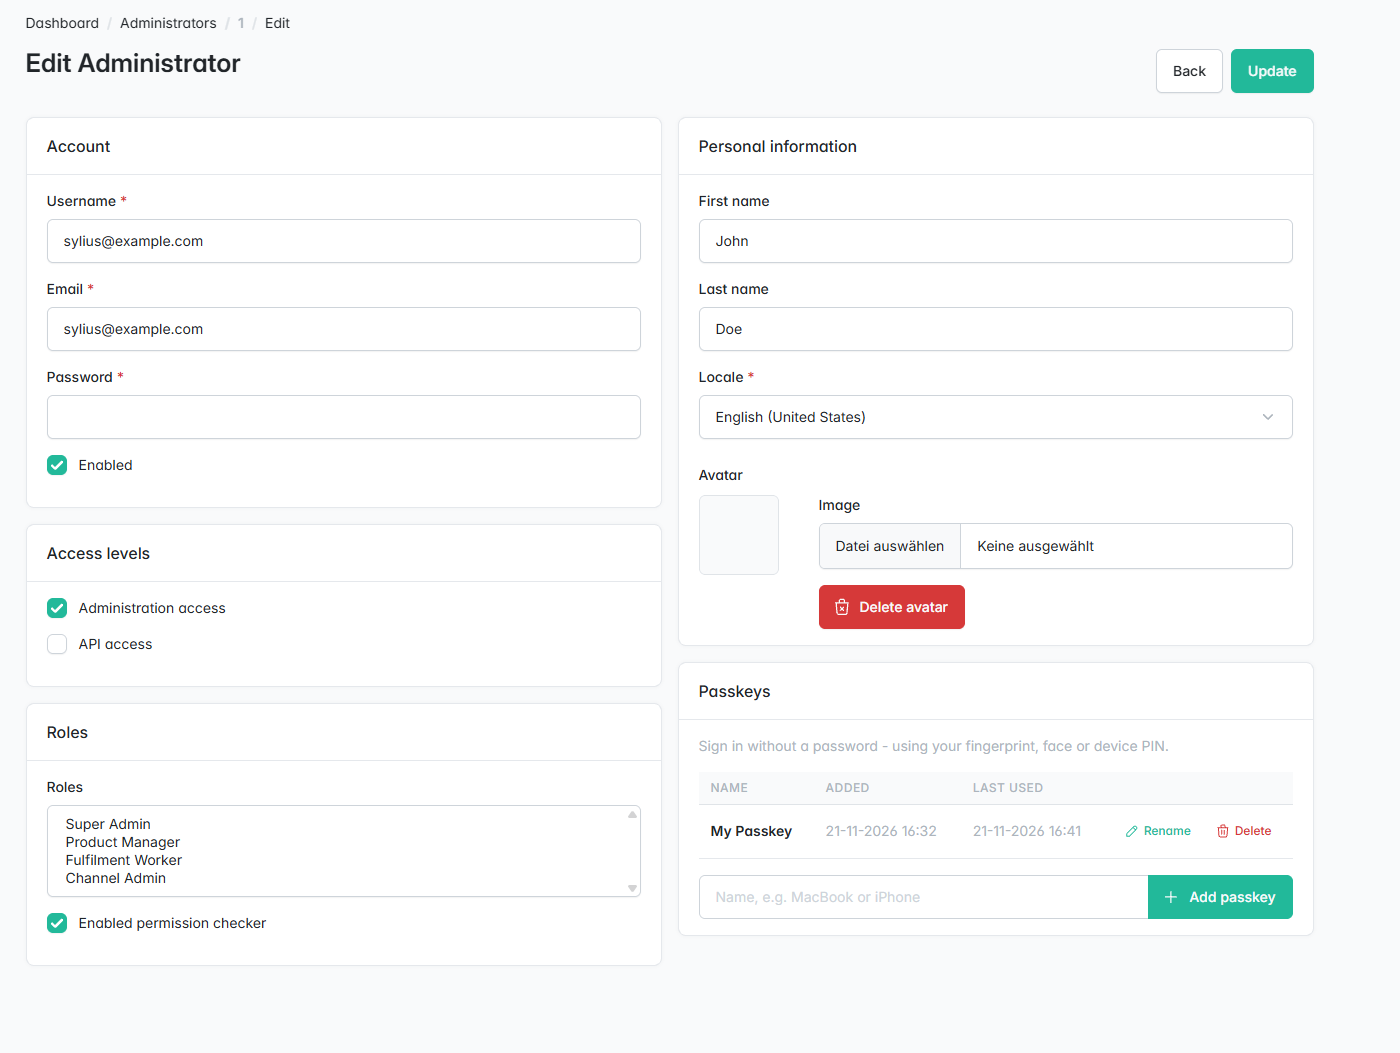 Dashboard / Administrators / 1 / Edit
Edit Administrator
Back
Update
Account
Username *
sylius@example.com
Email *
sylius@example.com
Password *
Enabled
Access levels
Administration access
API access
Roles
Roles
Super Admin
Product Manager
Fulfilment Worker
Channel Admin
Enabled permission checker
Personal information
First name
John
Last name
Doe
Locale *
English (United States)
Avatar
Image
Datei auswählen Keine ausgewählt
Delete avatar
Passkeys
Sign in without a password - using your fingerprint, face or device PIN.
NAME ADDED LAST USED
My Passkey 21-11-2026 16:32 21-11-2026 16:41 Rename Delete
Name, e.g. MacBook or iPhone
Add passkey